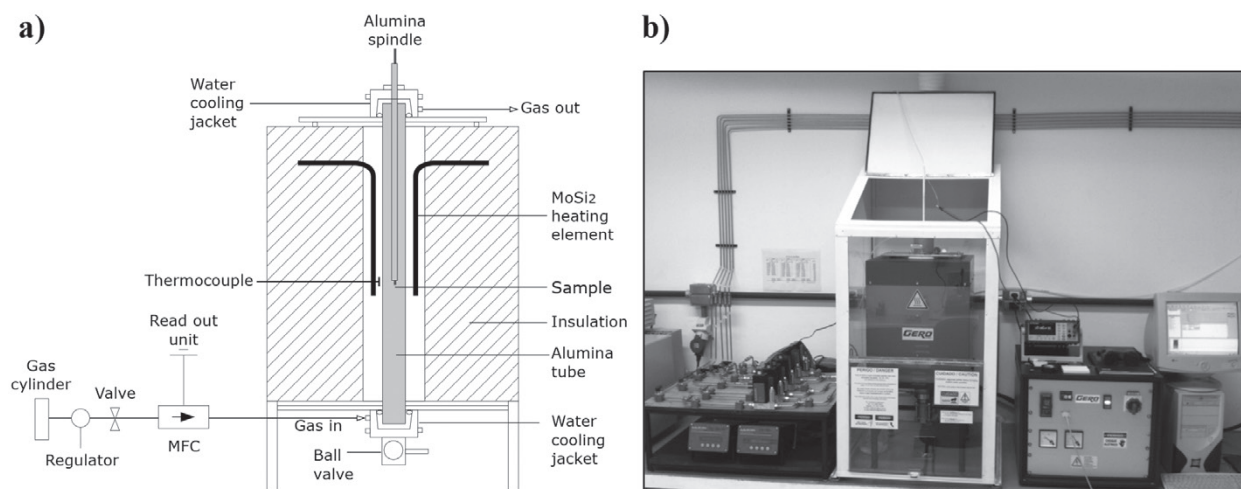 a)
Alumina
spindle
Water
cooling
jacket
Gas out
MoSi2
heating
element
Thermocouple
Sample
Read out
unit
Insulation
Gas
cylinder
Valve
Alumina
tube
MFC
Gas in
Water
cooling
jacket
Regulator
Ball
valve
b)
GERO
GERO